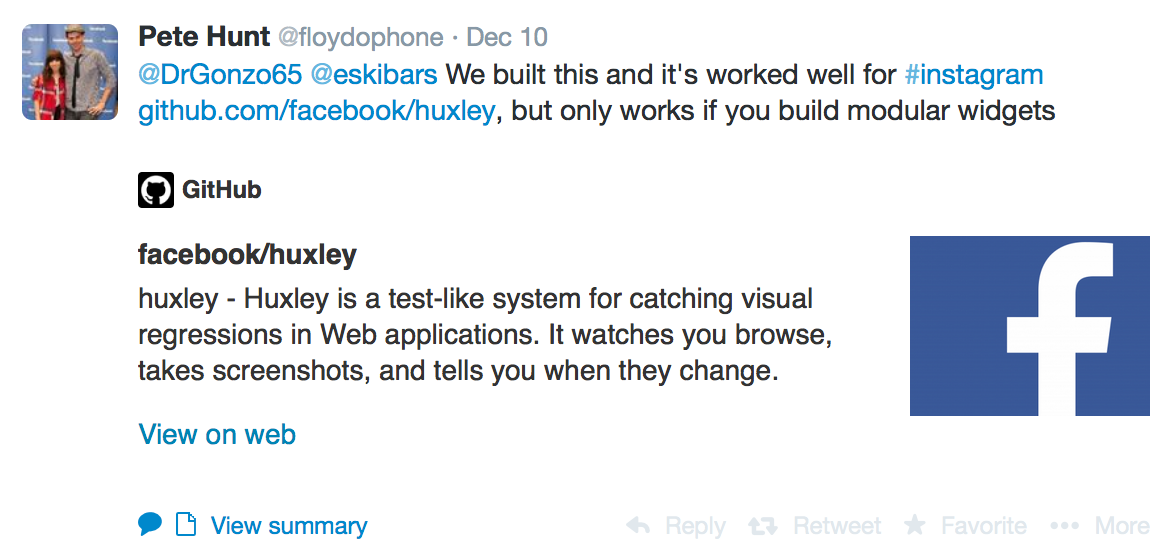 Pete Hunt @floydophone · Dec 10
@DrGonzo65 @eskibars We built this and it's worked well for #instagram
github.com/facebook/huxley, but only works if you build modular widgets
GitHub
facebook/huxley
huxley - Huxley is a test-like system for catching visual
regressions in Web applications. It watches you browse,
takes screenshots, and tells you when they change.
View on web
View summary Reply Retweet Favorite More